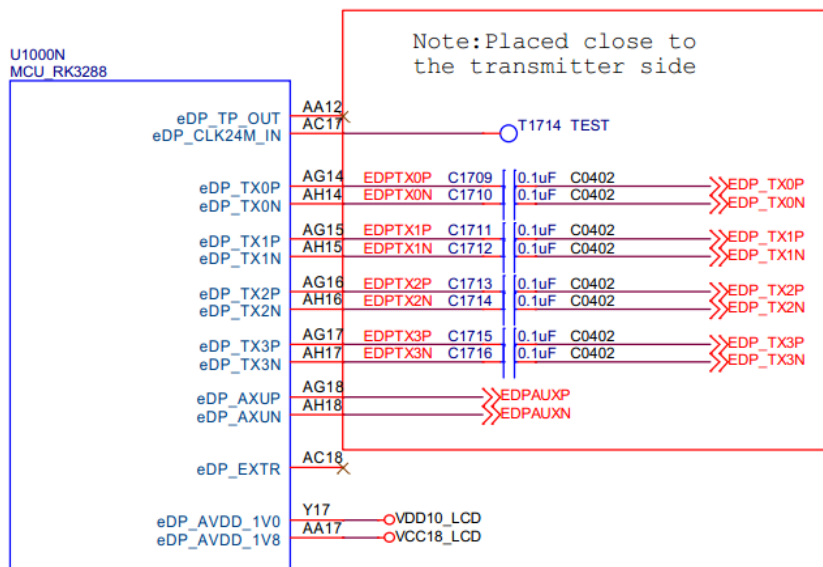 Note:Placed close to
the transmitter side
U1000N
MCU_RK3288
eDP_TP_OUT AA12
eDP_CLK24M_IN AC17 T1714 TEST
eDP_TX0P AG14 EDPTX0P C1709 0.1uF C0402 EDP_TX0P
eDP_TX0N AH14 EDPTX0N C1710 0.1uF C0402 EDP_TX0N
eDP_TX1P AG15 EDPTX1P C1711 0.1uF C0402 EDP_TX1P
eDP_TX1N AH15 EDPTX1N C1712 0.1uF C0402 EDP_TX1N
eDP_TX2P AG16 EDPTX2P C1713 0.1uF C0402 EDP_TX2P
eDP_TX2N AH16 EDPTX2N C1714 0.1uF C0402 EDP_TX2N
eDP_TX3P AG17 EDPTX3P C1715 0.1uF C0402 EDP_TX3P
eDP_TX3N AH17 EDPTX3N C1716 0.1uF C0402 EDP_TX3N
eDP_AXUP AG18 EDPAUXP
eDP_AXUN AH18 EDPAUXN
eDP_EXTR AC18
eDP_AVDD_1V0 Y17 VDD10_LCD
eDP_AVDD_1V8 AA17 VCC18_LCD